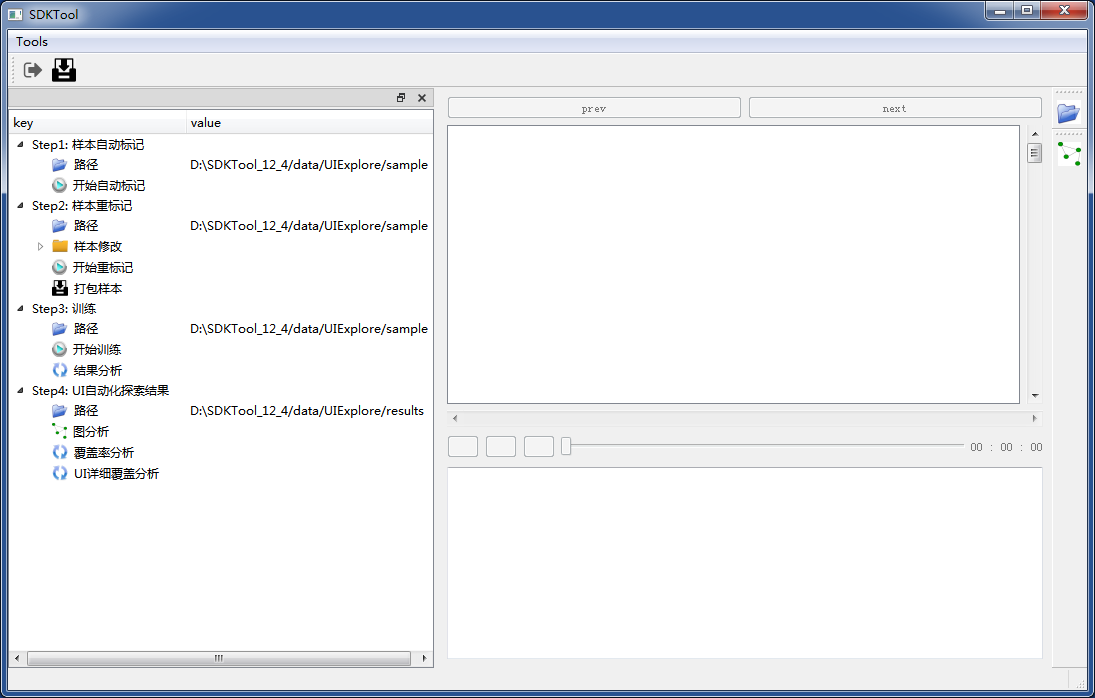 SDKTool
Tools
key value
Step1: 样本自动标记
路径 D:\SDKTool_12_4/data/UIExplore/sample
开始自动标记
Step2: 样本重标记
路径 D:\SDKTool_12_4/data/UIExplore/sample
样本修改
开始重标记
打包样本
Step3: 训练
路径 D:\SDKTool_12_4/data/UIExplore/sample
开始训练
结果分析
Step4: UI自动化探索结果
路径 D:\SDKTool_12_4/data/UIExplore/results
图分析
覆盖率分析
UI详细覆盖分析
prev next
00 : 00 : 00